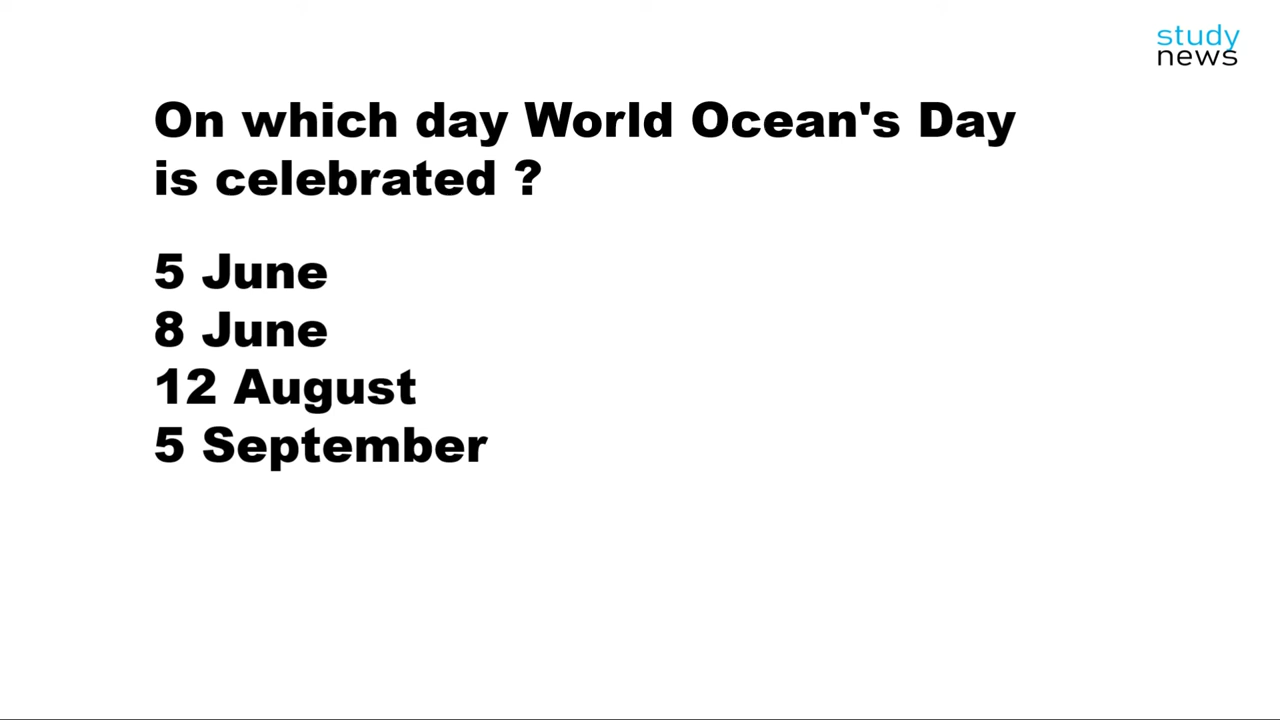 study
news
On which day World Ocean's Day
is celebrated ?
5 June
8 June
12 August
5 September